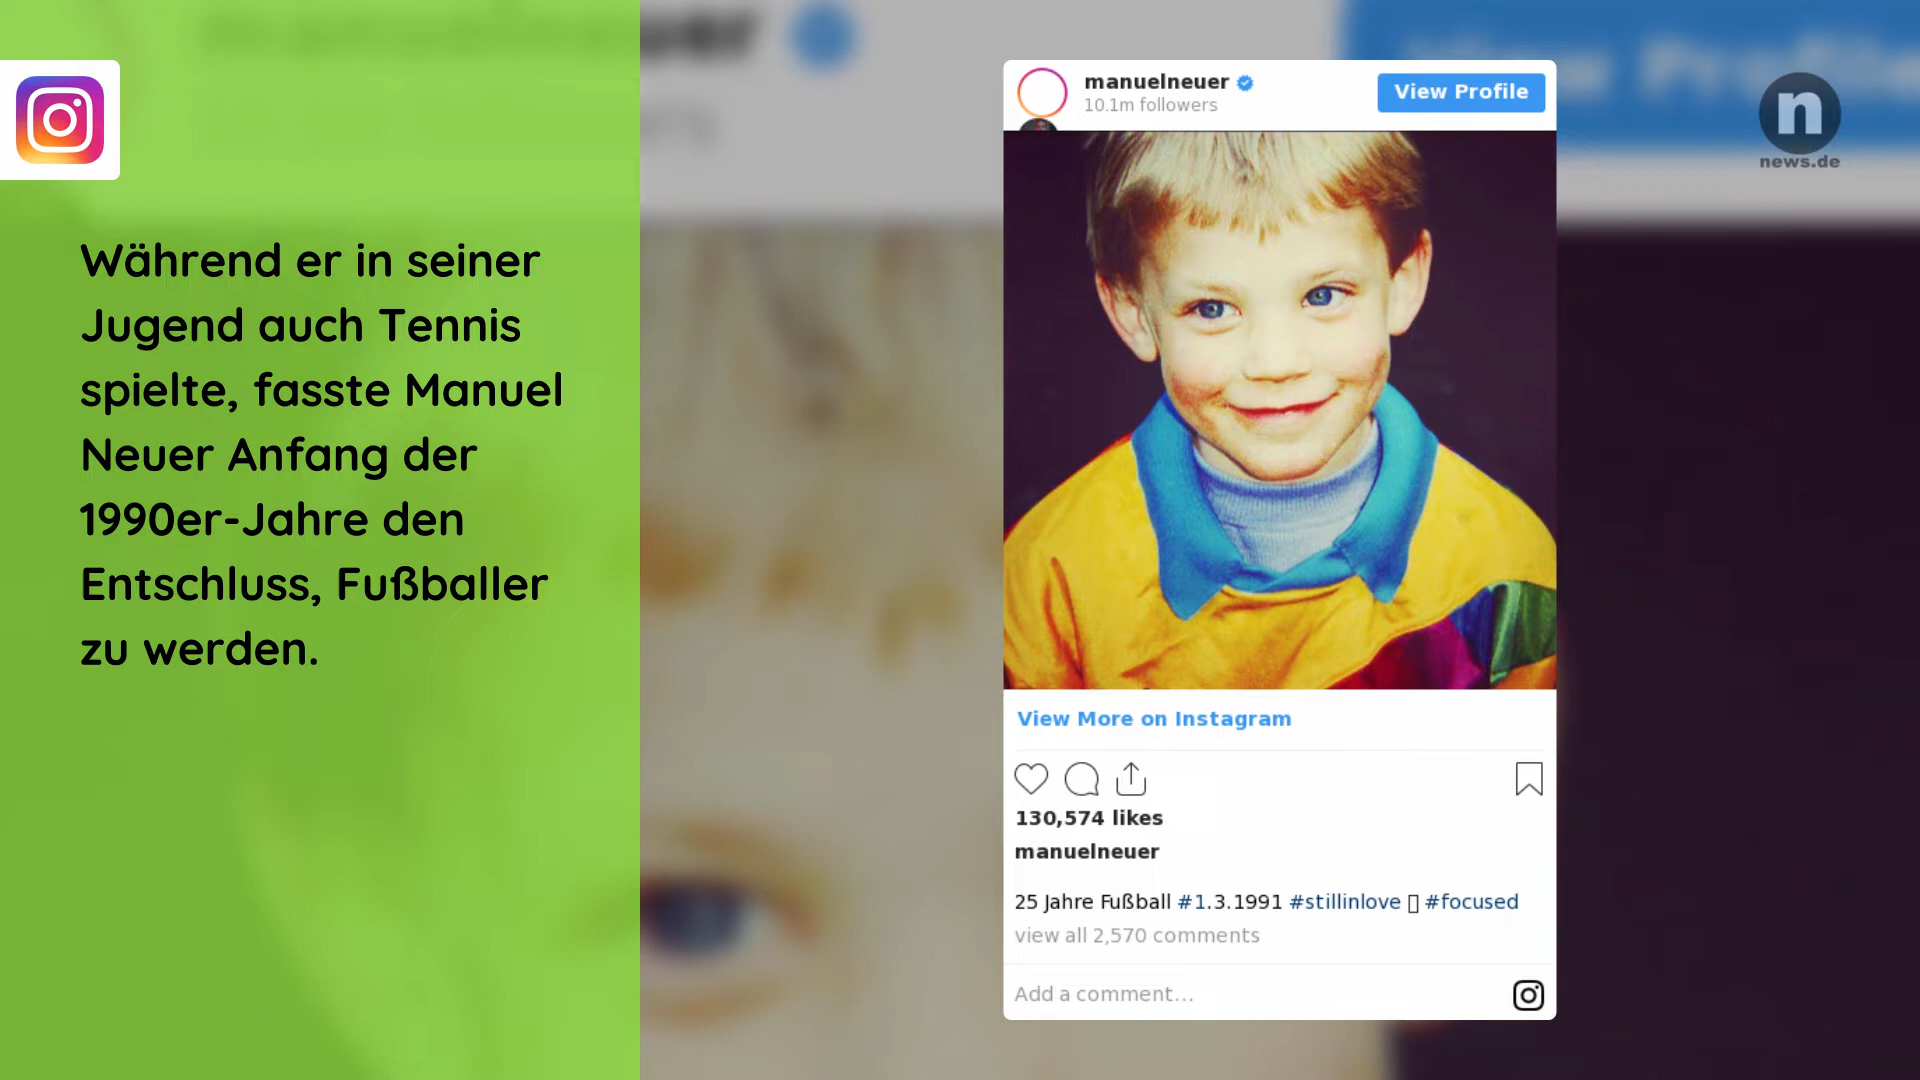 Während er in seiner
Jugend auch Tennis
spielte, fasste Manuel
Neuer Anfang der
1990er-Jahre den
Entschluss, Fußballer
zu werden.
manuelneuer
10.1m followers
View Profile
n
news.de
View More on Instagram
130,574 likes
manuelneuer
25 Jahre Fußball #1.3.1991 #stillinlove ▯ #focused
view all 2,570 comments
Add a comment...